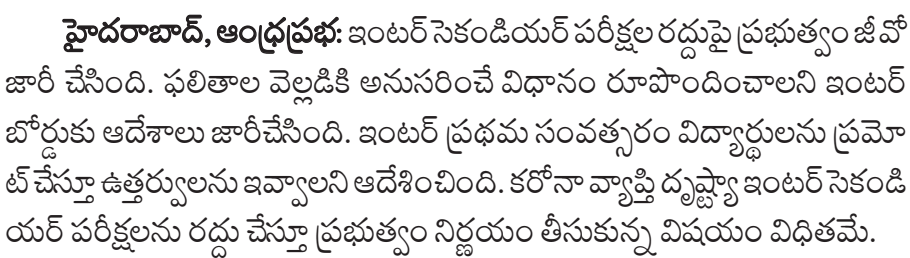 హైదరాబాద్, ఆంధ్రప్రభ: ఇంటర్ సెకండియర్ పరీక్షల రద్దుపై ప్రభుత్వం జీవో
జారీ చేసింది. ఫలితాల వెల్లడికి అనుసరించే విధానం రూపొందించాలని ఇంటర్
బోర్డుకు ఆదేశాలు జారీచేసింది. ఇంటర్ ప్రథమ సంవత్సరం విద్యార్థులను ప్రమో
ట్ చేస్తూ ఉత్తర్వులను ఇవ్వాలని ఆదేశించింది. కరోనా వ్యాప్తి దృష్ట్యా ఇంటర్ సెకండి
యర్ పరీక్షలను రద్దు చేస్తూ ప్రభుత్వం నిర్ణయం తీసుకున్న విషయం విధితమే.